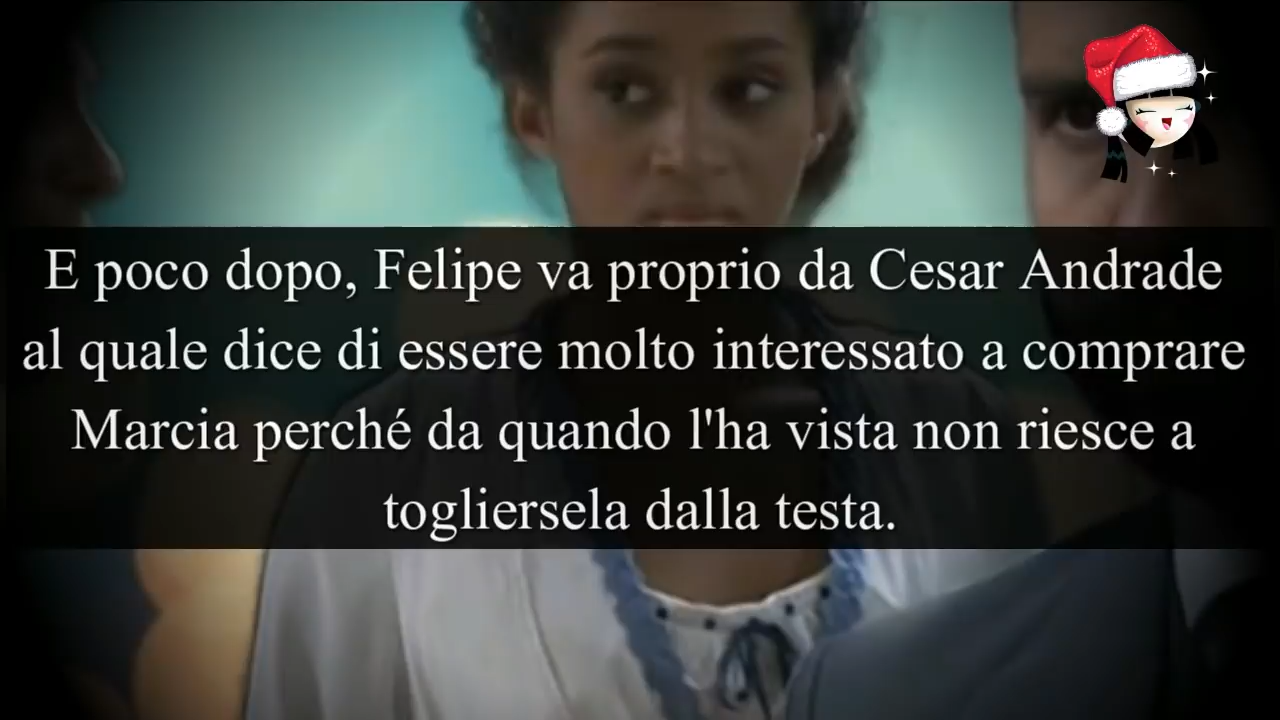 E poco dopo, Felipe va proprio da Cesar Andrade
al quale dice di essere molto interessato a comprare
Marcia perché da quando l'ha vista non riesce a
togliersela dalla testa.